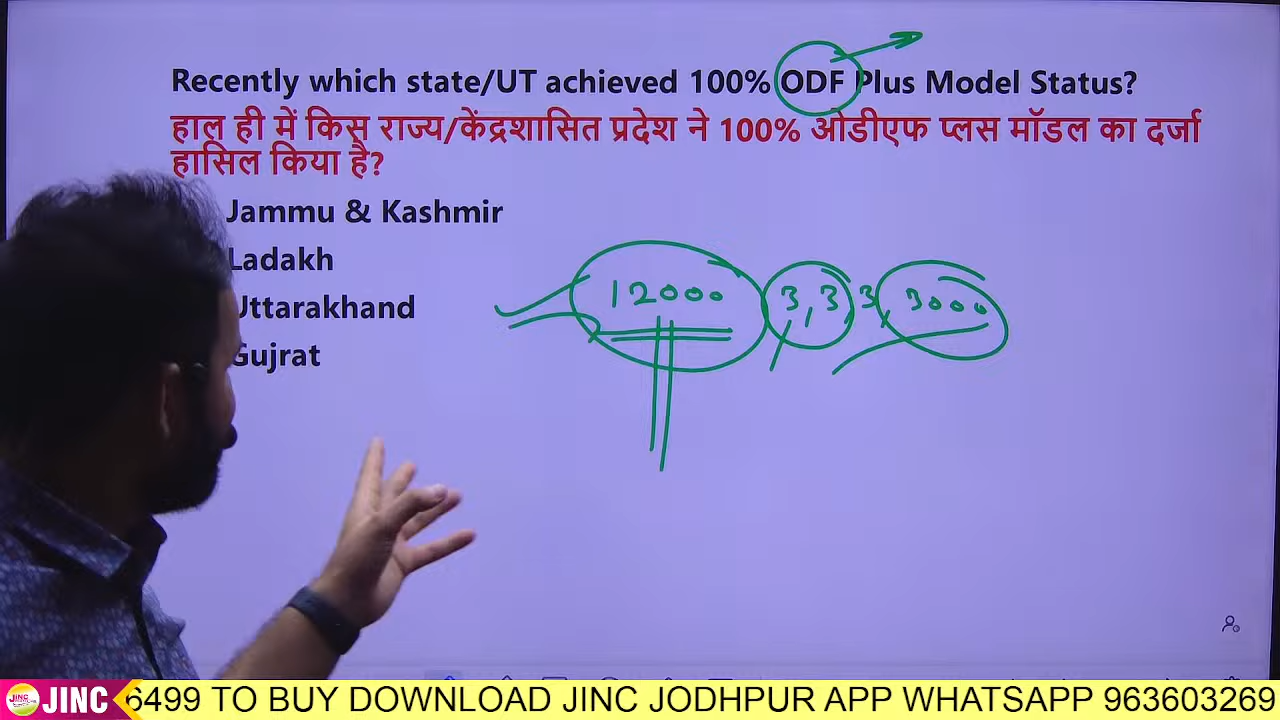 Recently which state/UT achieved 100% ODF Plus Model Status?
हाल ही में किस राज्य/केंद्रशासित प्रदेश ने 100% ओडीएफ प्लस मॉडल का दर्जा
हासिल किया है?
Jammu & Kashmir
Ladakh
Uttarakhand
Gujrat
12000 3,3,3, 3000
JINC 6499 TO BUY DOWNLOAD JINC JODHPUR APP WHATSAPP 963603269